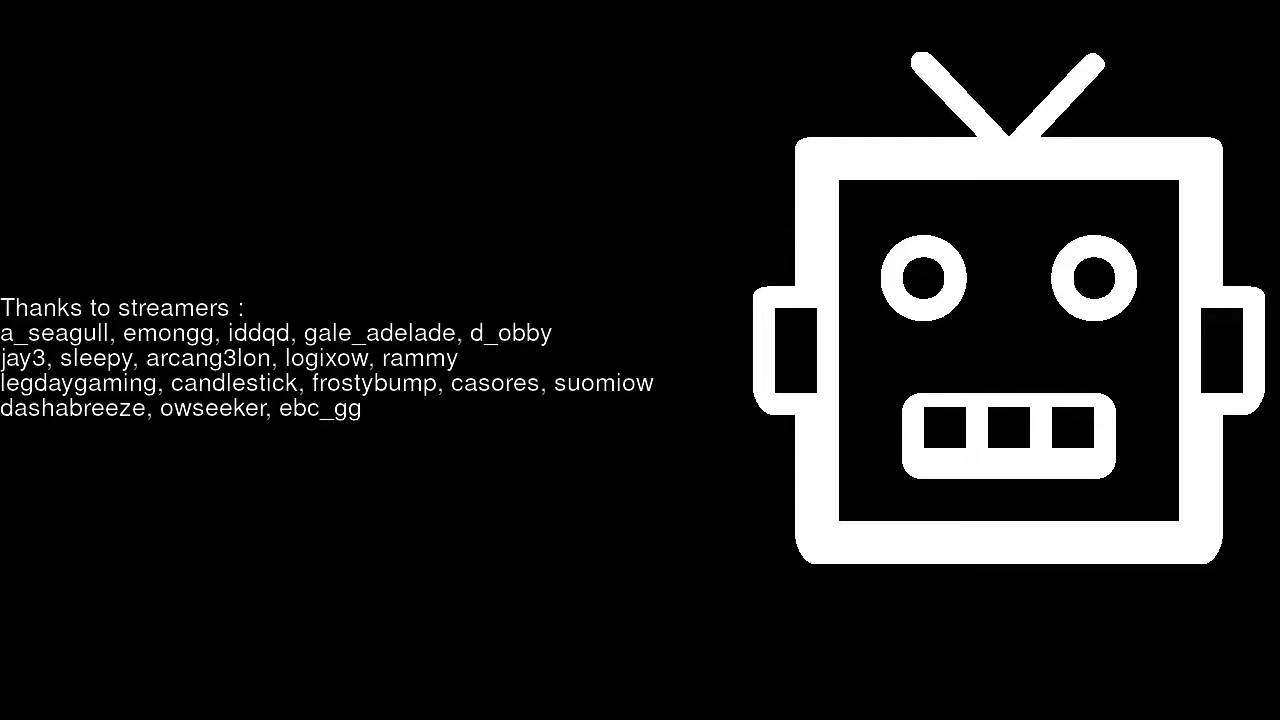 Thanks to streamers :
a_seagull, emongg, iddqd, gale_adelade, d_obby
jay3, sleepy, arcang3lon, logixow, rammy
legdaygaming, candlestick, frostybump, casores, suomiow
dashabreeze, owseeker, ebc_gg